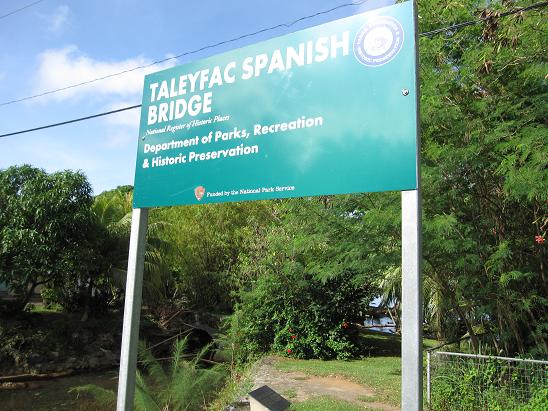 TALEYFAC SPANISH
BRIDGE
National Register of Historic Places
Department of Parks, Recreation
& Historic Preservation
Funded by the National Park Service